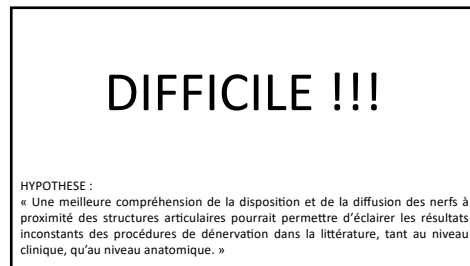 DIFFICILE !!!
HYPOTHESE :
« Une meilleure compréhension de la disposition et de la diffusion des nerfs à
proximité des structures articulaires pourrait permettre d’éclairer les résultats
inconstants des procédures de dénervation dans la littérature, tant au niveau
clinique, qu’au niveau anatomique. »